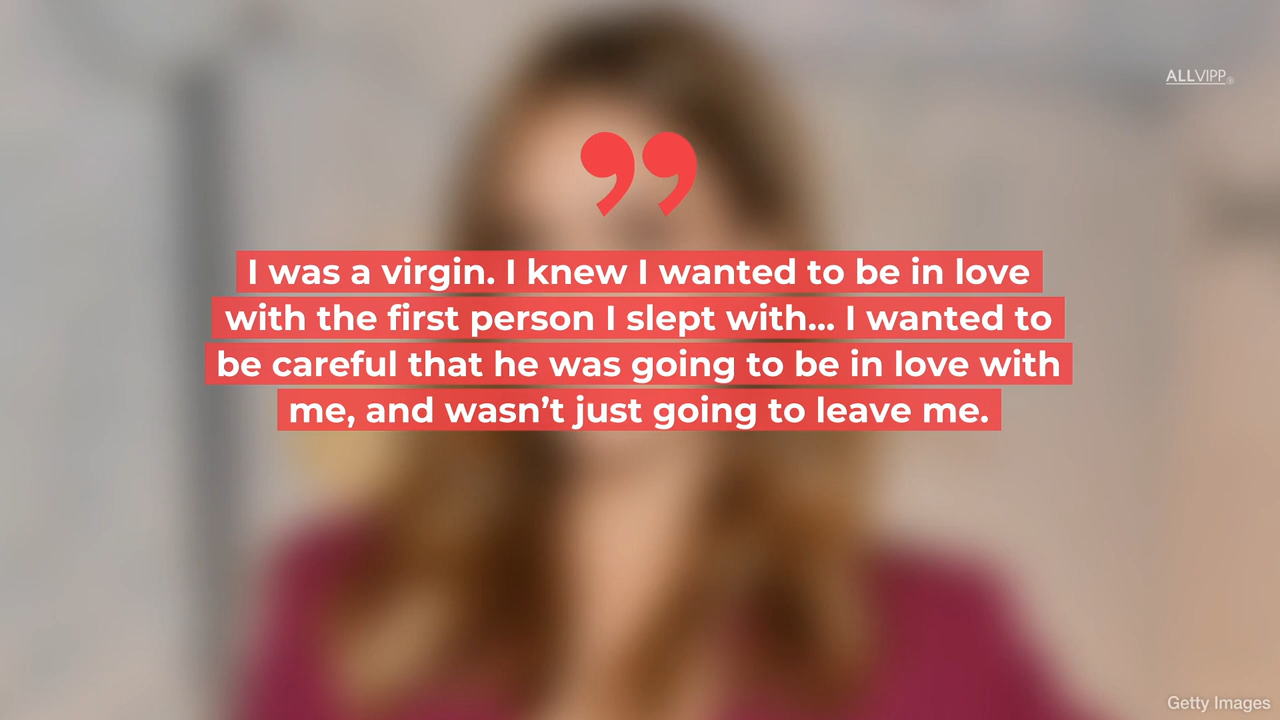 ALLVIPP
”
I was a virgin. I knew I wanted to be in love
with the first person I slept with... I wanted to
be careful that he was going to be in love with
me, and wasn’t just going to leave me.
Getty Images